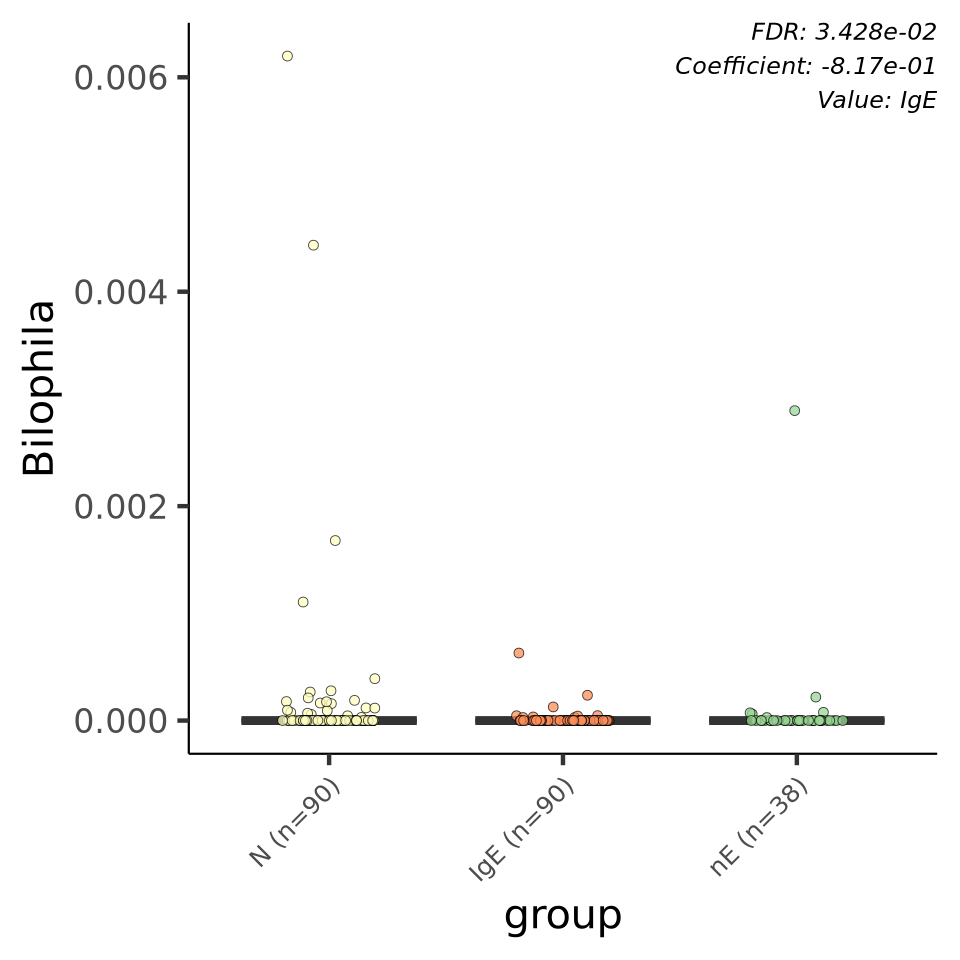 FDR: 3.428e-02
Coefficient: -8.17e-01
Value: IgE
Bilophila
0.006
0.004
0.002
0.000
N (n=90)
IgE (n=90)
nE (n=38)
group